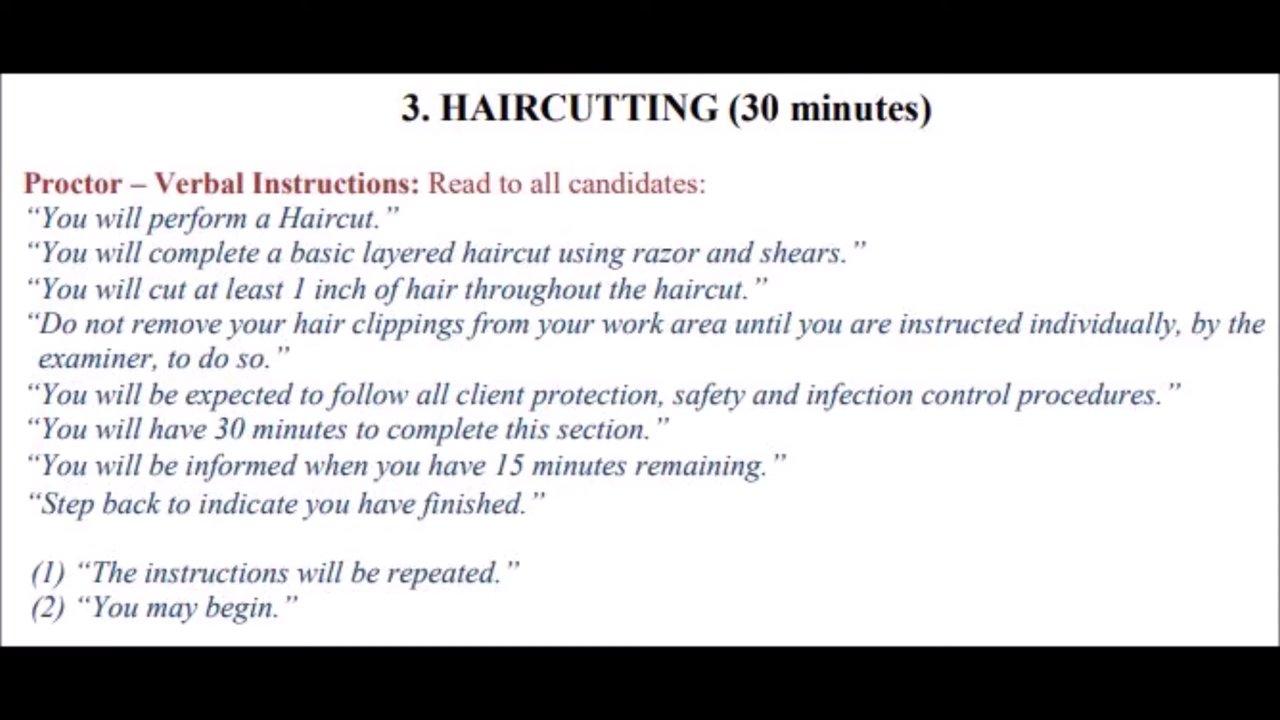 3. HAIRCUTTING (30 minutes)
Proctor – Verbal Instructions: Read to all candidates:
“You will perform a Haircut.”
“You will complete a basic layered haircut using razor and shears.”
“You will cut at least 1 inch of hair throughout the haircut.”
“Do not remove your hair clippings from your work area until you are instructed individually, by the
examiner, to do so.”
“You will be expected to follow all client protection, safety and infection control procedures.”
“You will have 30 minutes to complete this section.”
“You will be informed when you have 15 minutes remaining.”
“Step back to indicate you have finished.”
(1) “The instructions will be repeated.”
(2) “You may begin.”